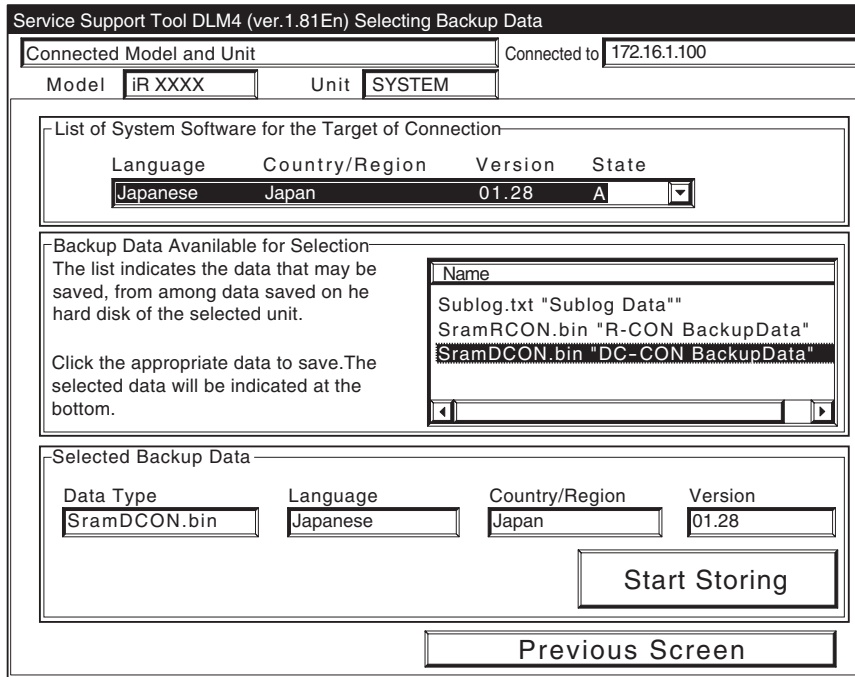 Service Support Tool DLM4 (ver.1.81En) Selecting Backup Data
Connected Model and Unit
Connected to 172.16.1.100
Model iR XXXX Unit SYSTEM
List of System Software for the Target of Connection
Language Country/Region Version State
Japanese Japan 01.28 A
Backup Data Avanilable for Selection
The list indicates the data that may be
saved, from among data saved on he
hard disk of the selected unit.
Click the appropriate data to save.The
selected data will be indicated at the
bottom.
Name
Sublog.txt "Sublog Data""
SramRCON.bin "R-CON BackupData"
SramDCON.bin "DC-CON BackupData"
Selected Backup Data
Data Type Language Country/Region Version
SramDCON.bin Japanese Japan 01.28
Start Storing
Previous Screen